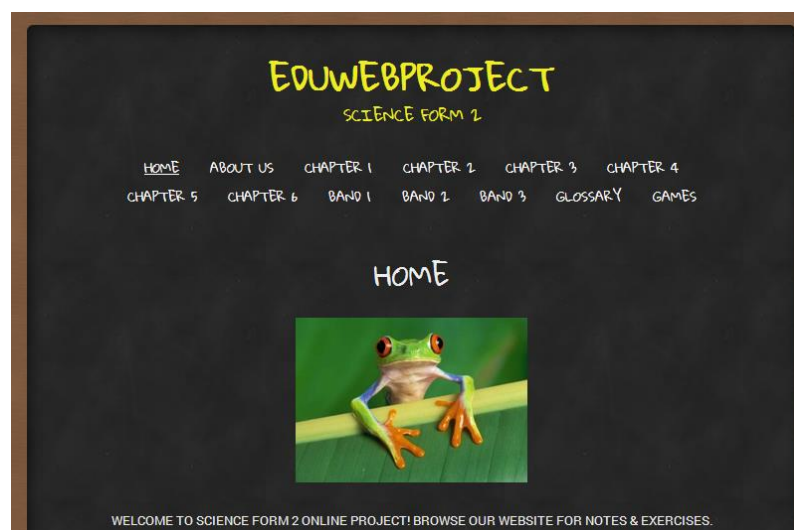 EDUWEBPROJECT
SCIENCE FORM 2
HOME ABOUT US CHAPTER 1 CHAPTER 2 CHAPTER 3 CHAPTER 4
CHAPTER 5 CHAPTER 6 BAND 1 BAND 2 BAND 3 GLOSSARY GAMES
HOME
WELCOME TO SCIENCE FORM 2 ONLINE PROJECT! BROWSE OUR WEBSITE FOR NOTES & EXERCISES.